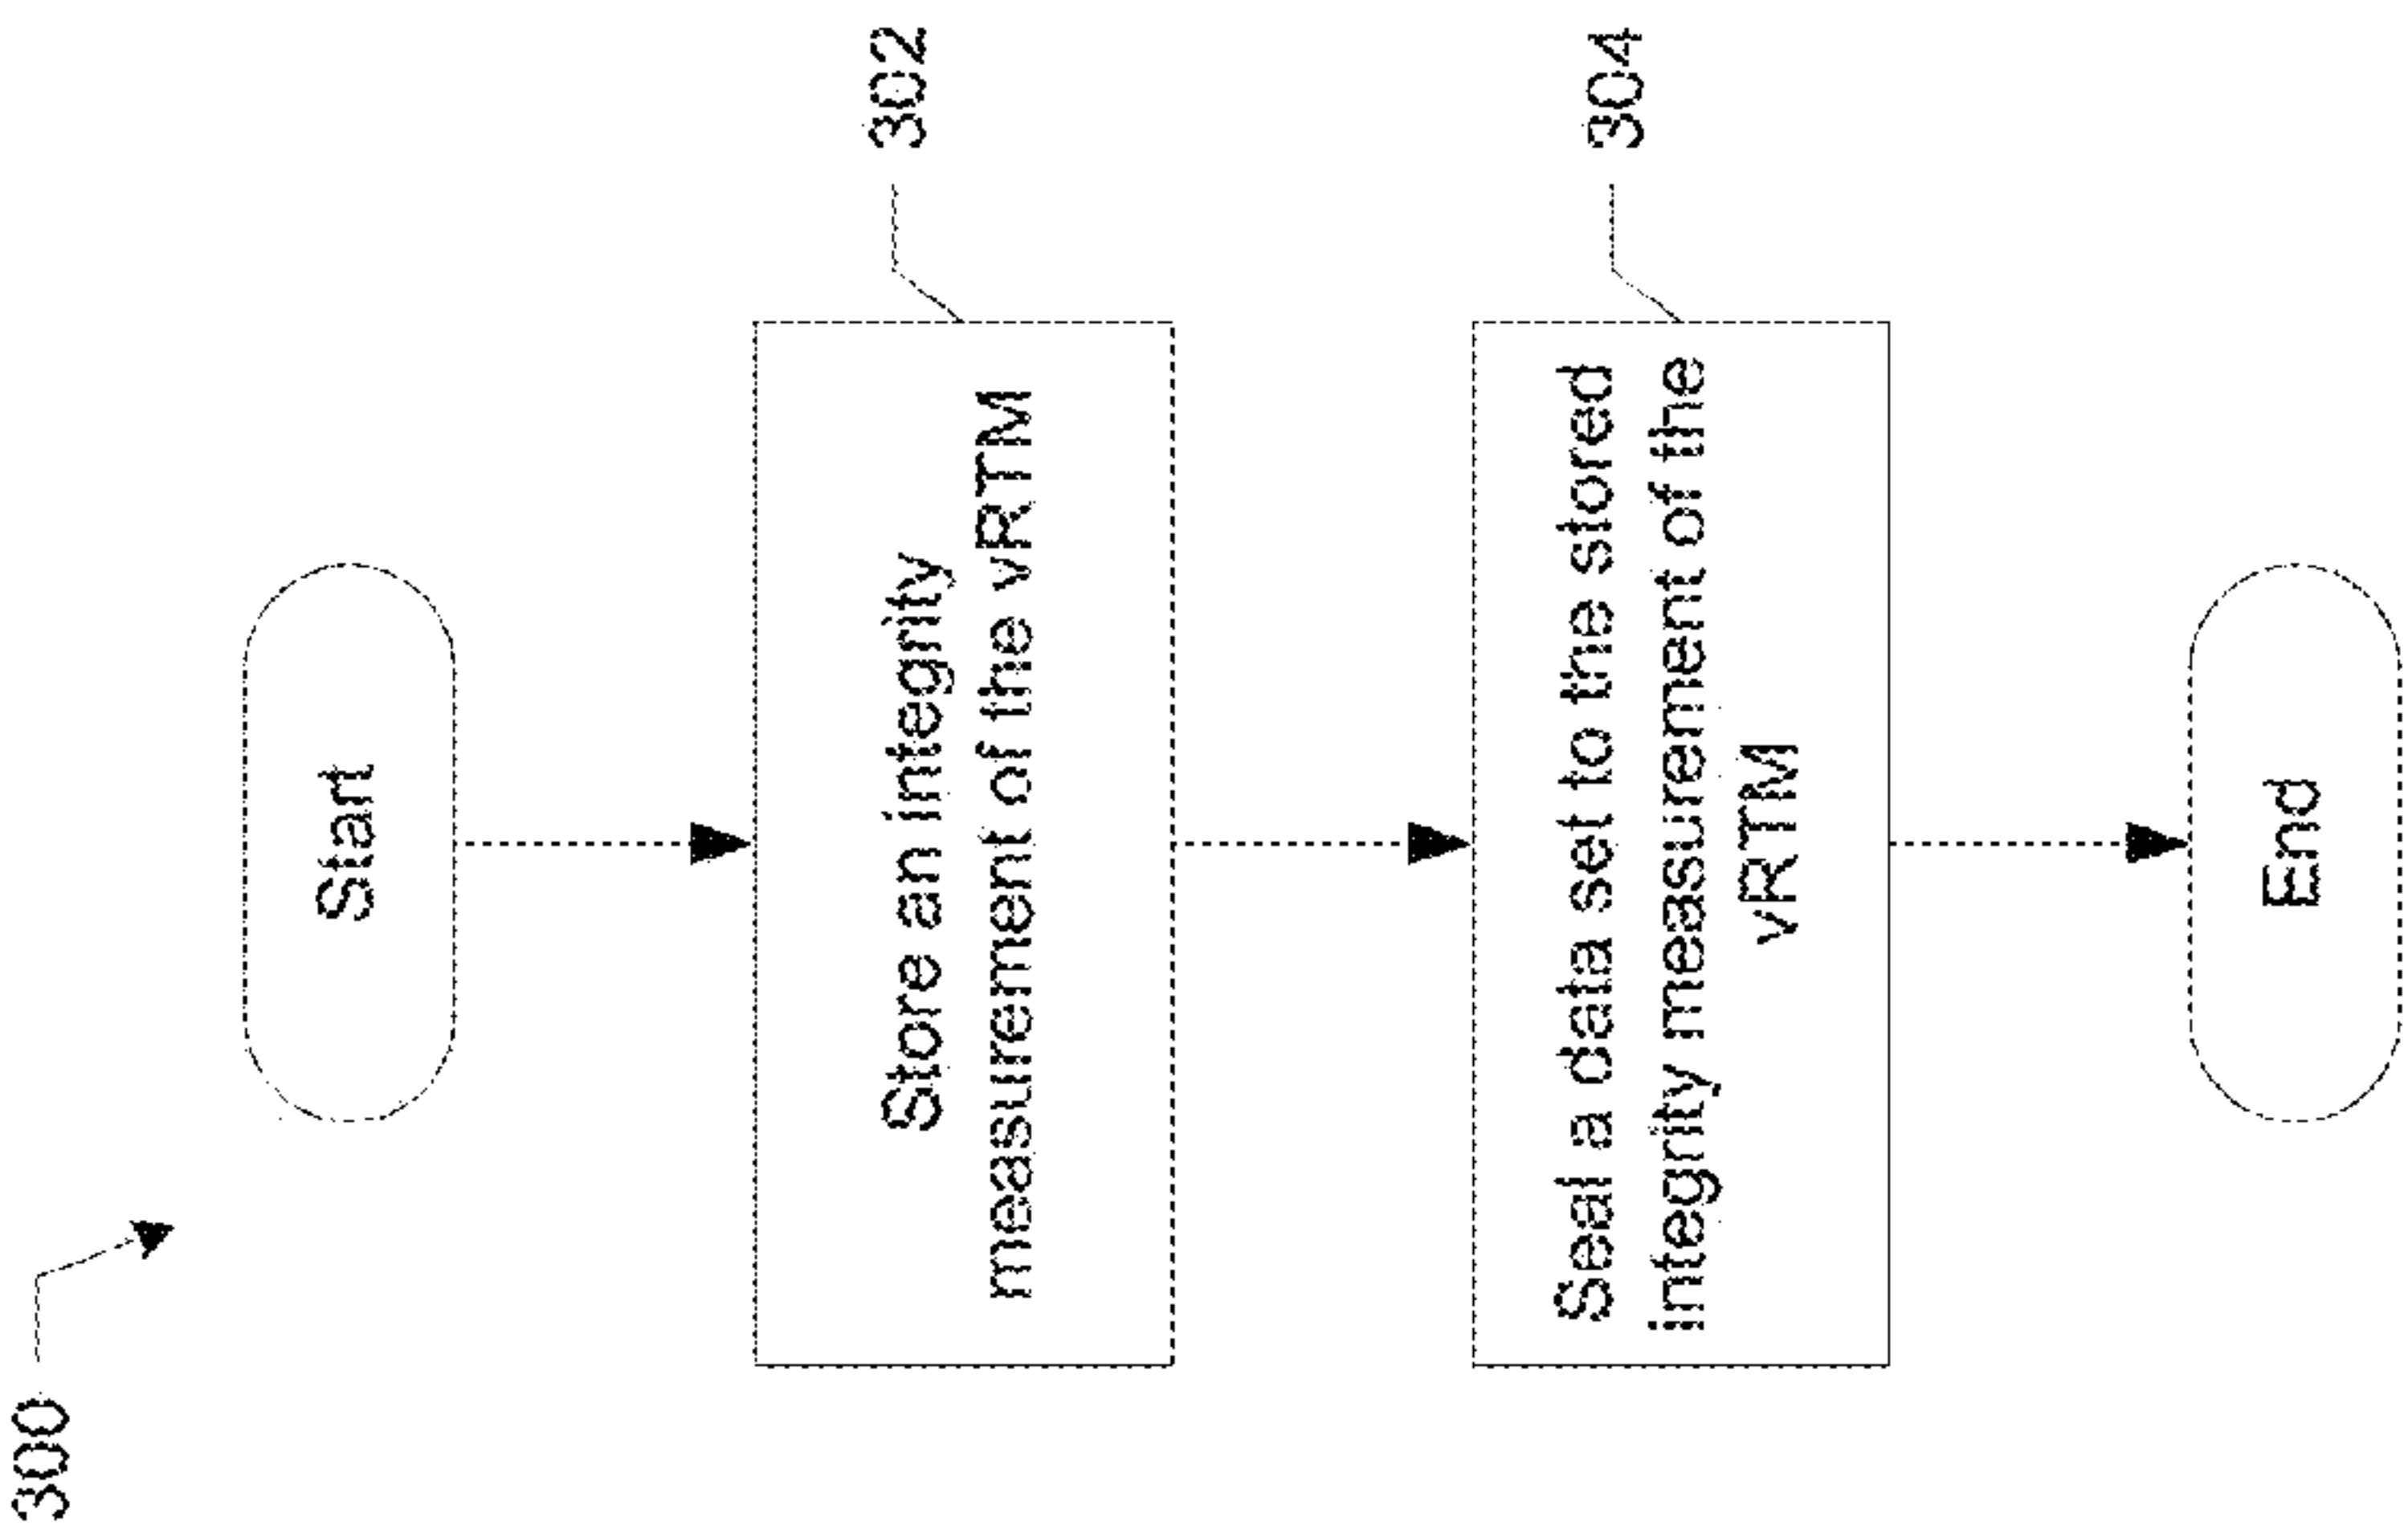 300
Start
Store an integrity
measurement of the vRTM
302
Seal a data set to the stored
integrity measurement of the
vRTM
304
End